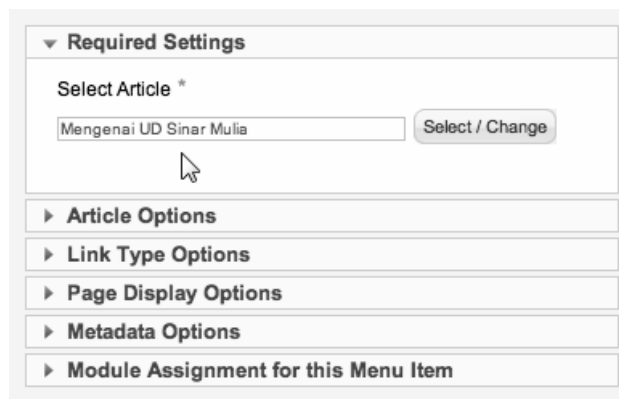 Required Settings
Select Article *
Mengenai UD Sinar Mulia
Select / Change
Article Options
Link Type Options
Page Display Options
Metadata Options
Module Assignment for this Menu Item